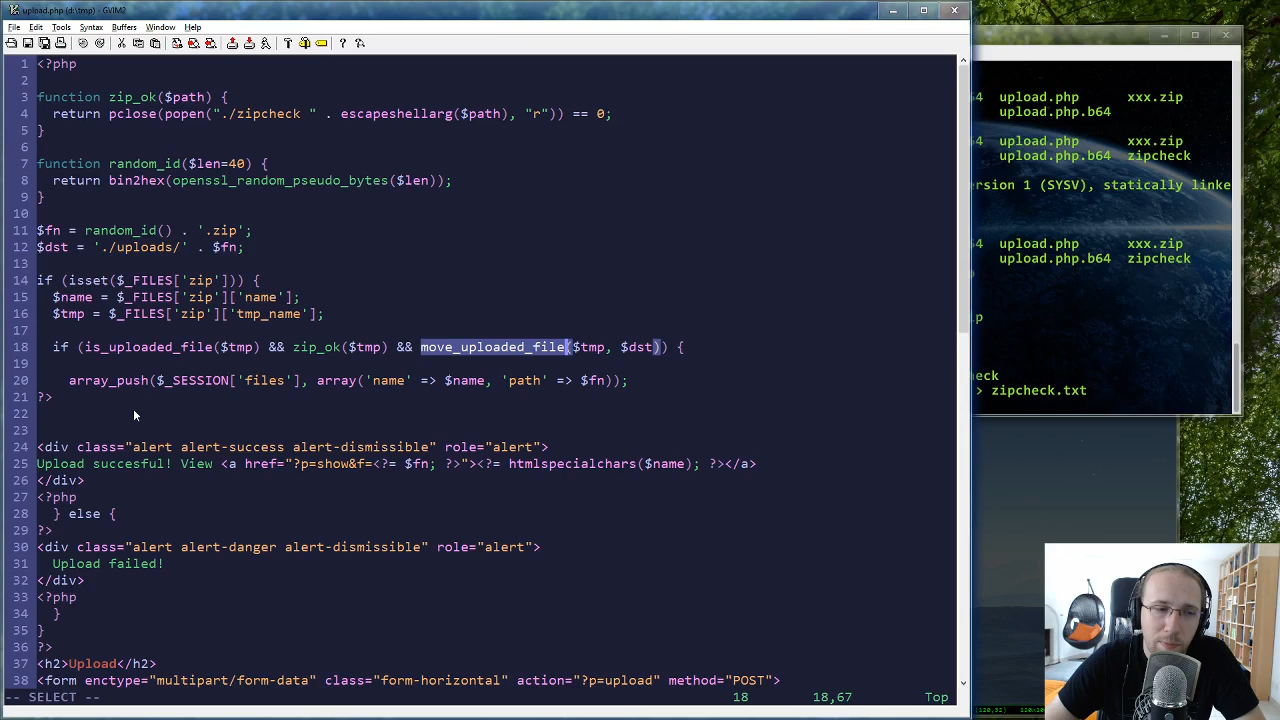 upload.php (d:\tmp) - GVIM2
File Edit Tools Syntax Buffers Window Help
1 <?php
2
3 function zip_ok($path) {
4 return pclose(popen("./zipcheck " . escapeshellarg($path), "r")) == 0;
5 }
6
7 function random_id($len=40) {
8 return bin2hex(openssl_random_pseudo_bytes($len));
9 }
10
11 $fn = random_id() . '.zip';
12 $dst = './uploads/' . $fn;
13
14 if (isset($_FILES['zip'])) {
15 $name = $_FILES['zip']['name'];
16 $tmp = $_FILES['zip']['tmp_name'];
17
18 if (is_uploaded_file($tmp) && zip_ok($tmp) && move_uploaded_file($tmp, $dst)) {
19
20 array_push($_SESSION['files'], array('name' => $name, 'path' => $fn));
21 ?>
22
23
24 <div class="alert alert-success alert-dismissible" role="alert">
25 Upload succesful! View <a href="?p=show&f=<?= $fn; ?>"><?= htmlspecialchars($name); ?></a>
26 </div>
27 <?php
28 } else {
29 ?>
30 <div class="alert alert-danger alert-dismissible" role="alert">
31 Upload failed!
32 </div>
33 <?php
34 }
35 }
36 ?>
37 <h2>Upload</h2>
38 <form enctype="multipart/form-data" class="form-horizontal" action="?p=upload" method="POST">
-- SELECT -- 18 18,67 Top
64 upload.php xxx.zip
upload.php.b64
64 upload.php xxx.zip
upload.php.b64 zipcheck
ersion 1 (SYSV), statically linke
64 upload.php xxx.zip
upload.php.b64 zipcheck
ip
heck
> zipcheck.txt